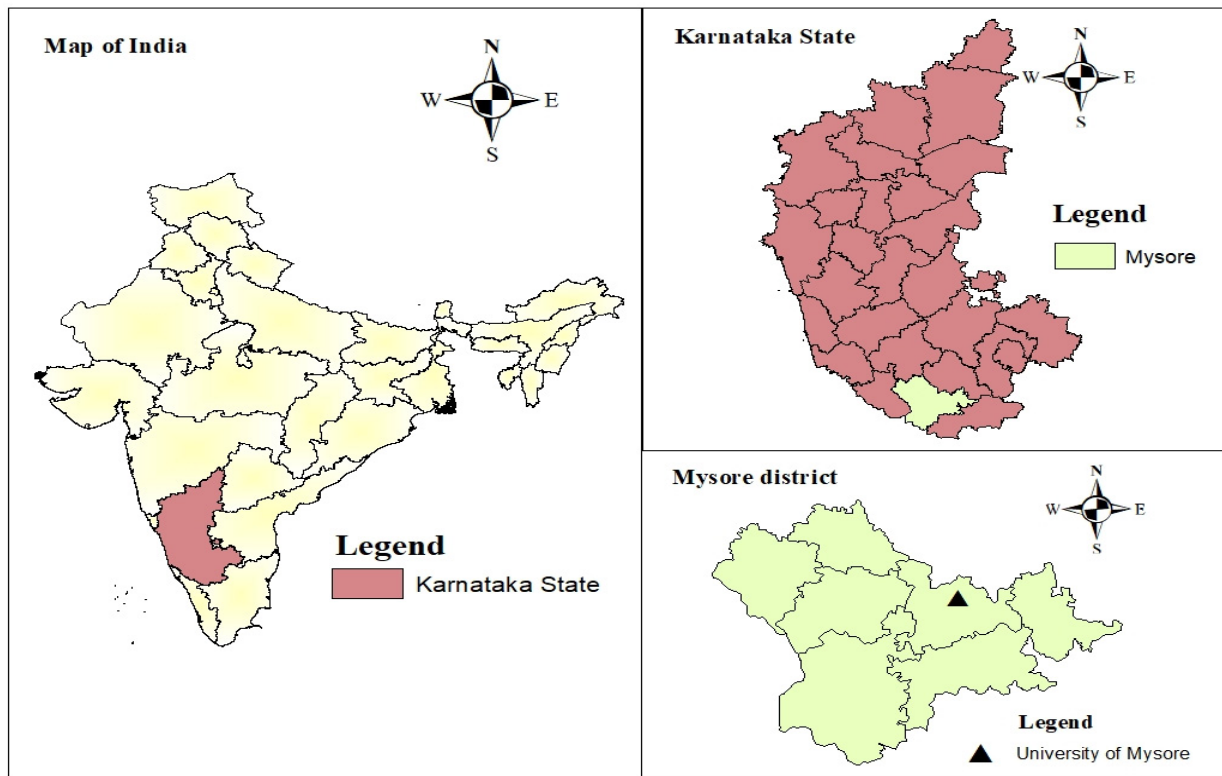 Map of India
N
W E
S
Legend
Karnataka State
Karnataka State
N
W E
S
Legend
Mysore
Mysore district
N
W E
S
Legend
University of Mysore